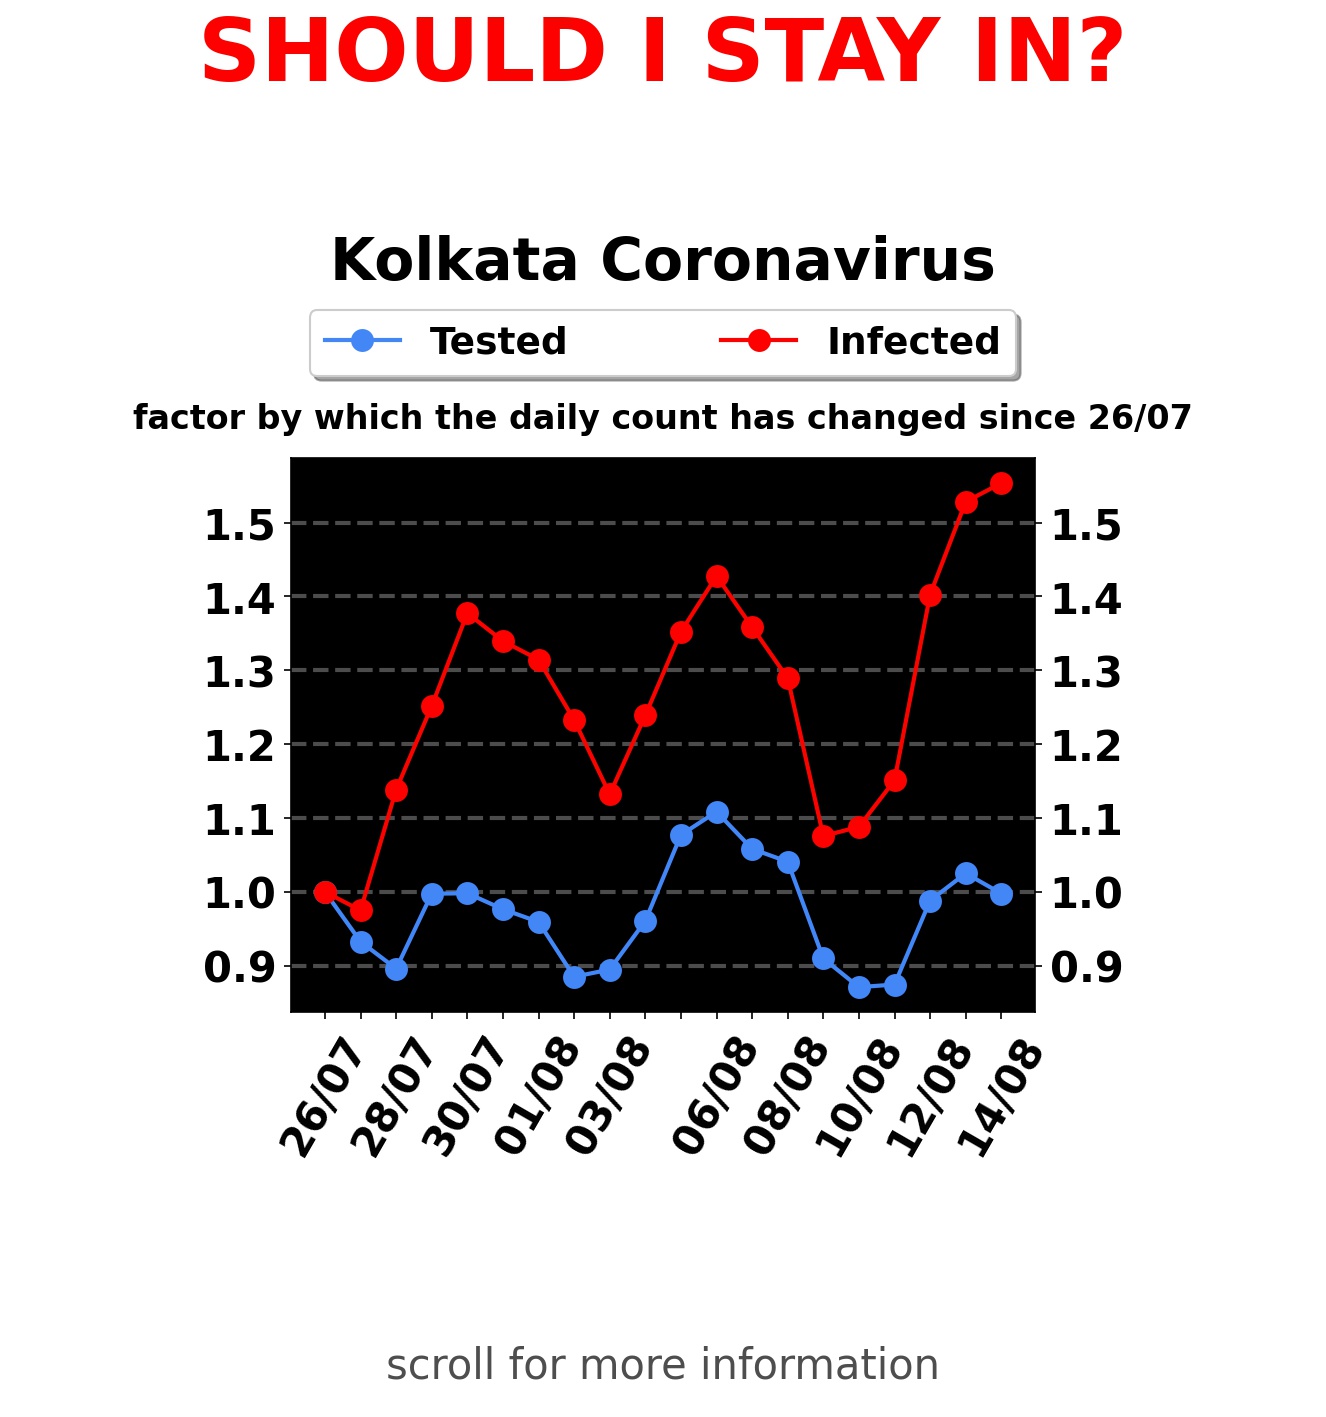 SHOULD I STAY IN?
Kolkata Coronavirus
Tested Infected
factor by which the daily count has changed since 26/07
1.5 1.5
1.4 1.4
1.3 1.3
1.2 1.2
1.1 1.1
1.0 1.0
0.9 0.9
26/07 28/07 30/07 01/08 03/08 06/08 08/08 10/08 12/08 14/08
scroll for more information